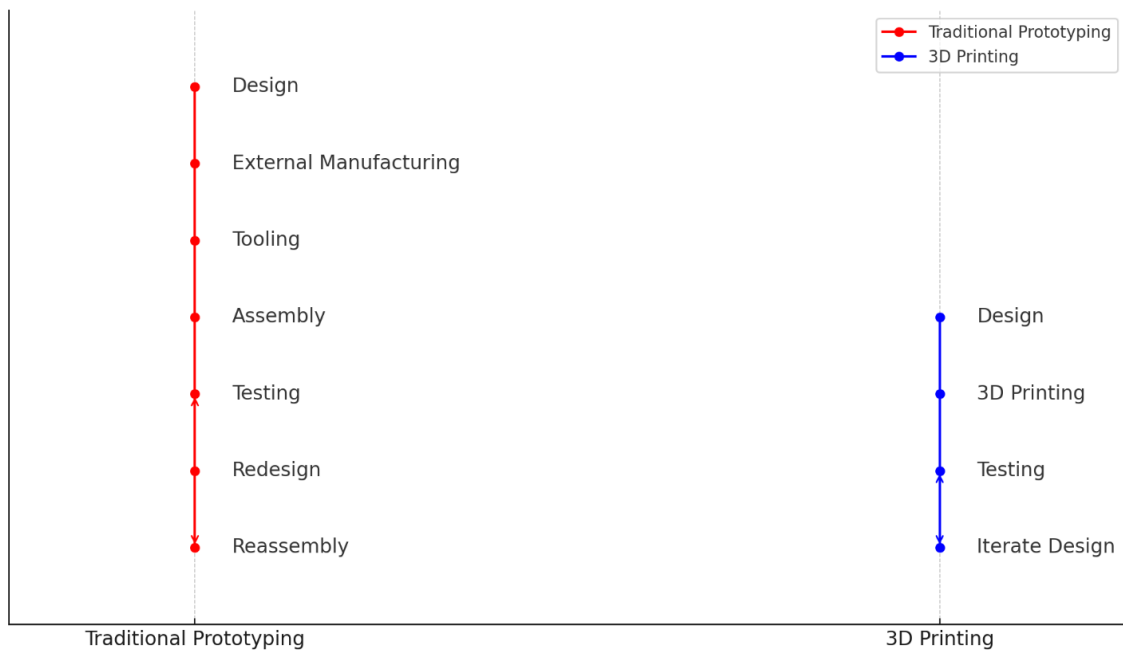 Traditional Prototyping
3D Printing
Design
External Manufacturing
Tooling
Assembly
Testing
Redesign
Reassembly
Design
3D Printing
Testing
Iterate Design
Traditional Prototyping
3D Printing